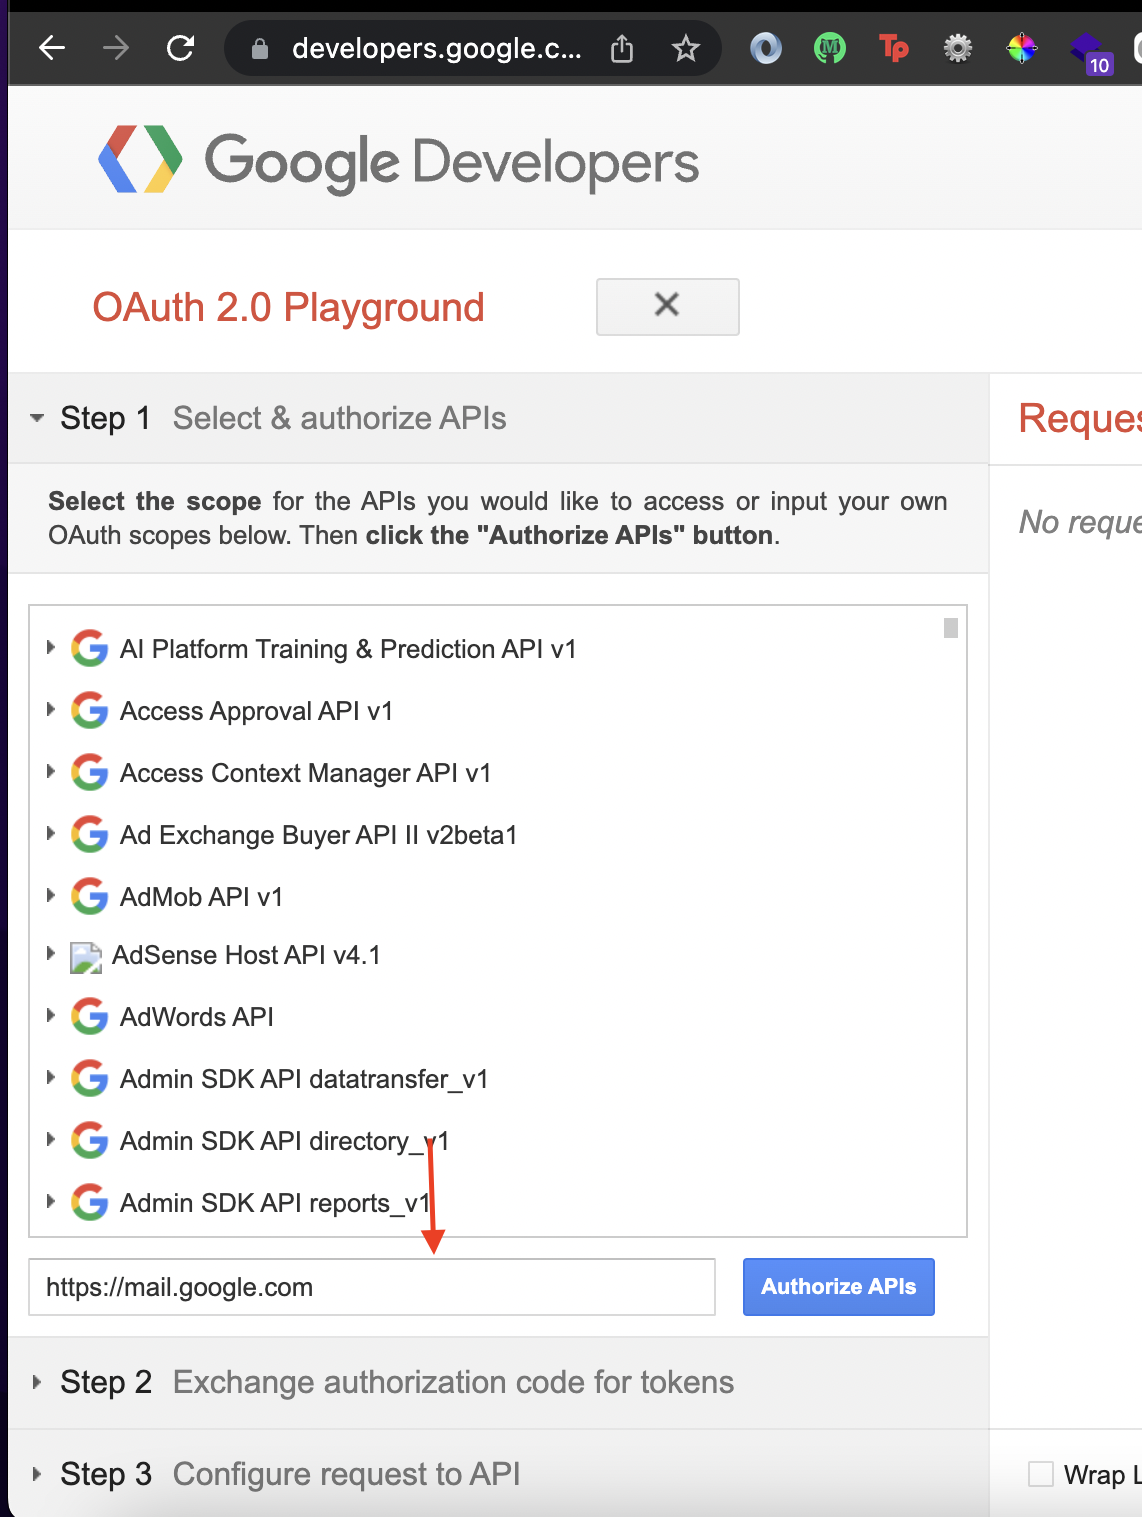 developers.google.c...
M
Tp
10
Google Developers
OAuth 2.0 Playground
Step 1 Select & authorize APIs
Select the scope for the APIs you would like to access or input your own
OAuth scopes below. Then click the "Authorize APIs" button.
AI Platform Training & Prediction API v1
Access Approval API v1
Access Context Manager API v1
Ad Exchange Buyer API II v2beta1
AdMob API v1
AdSense Host API v4.1
AdWords API
Admin SDK API datatransfer_v1
Admin SDK API directory_v1
Admin SDK API reports_v1
https://mail.google.com
Authorize APIs
Step 2 Exchange authorization code for tokens
Step 3 Configure request to API
Reques
No reque
Wrap L